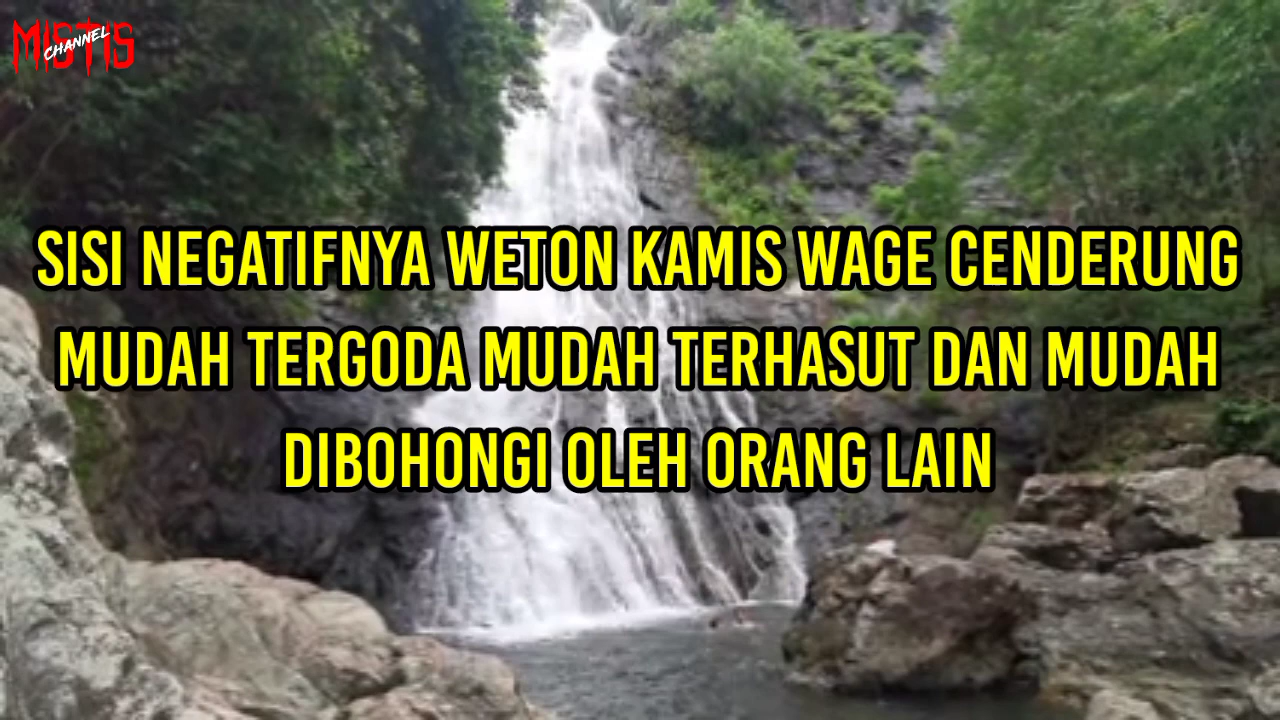 MISTIS
CHANNEL
SISI NEGATIFNYA WETON KAMIS WAGE CENDERUNG
MUDAH TERGODA MUDAH TERHASUT DAN MUDAH
DIBOHONGI OLEH ORANG LAIN